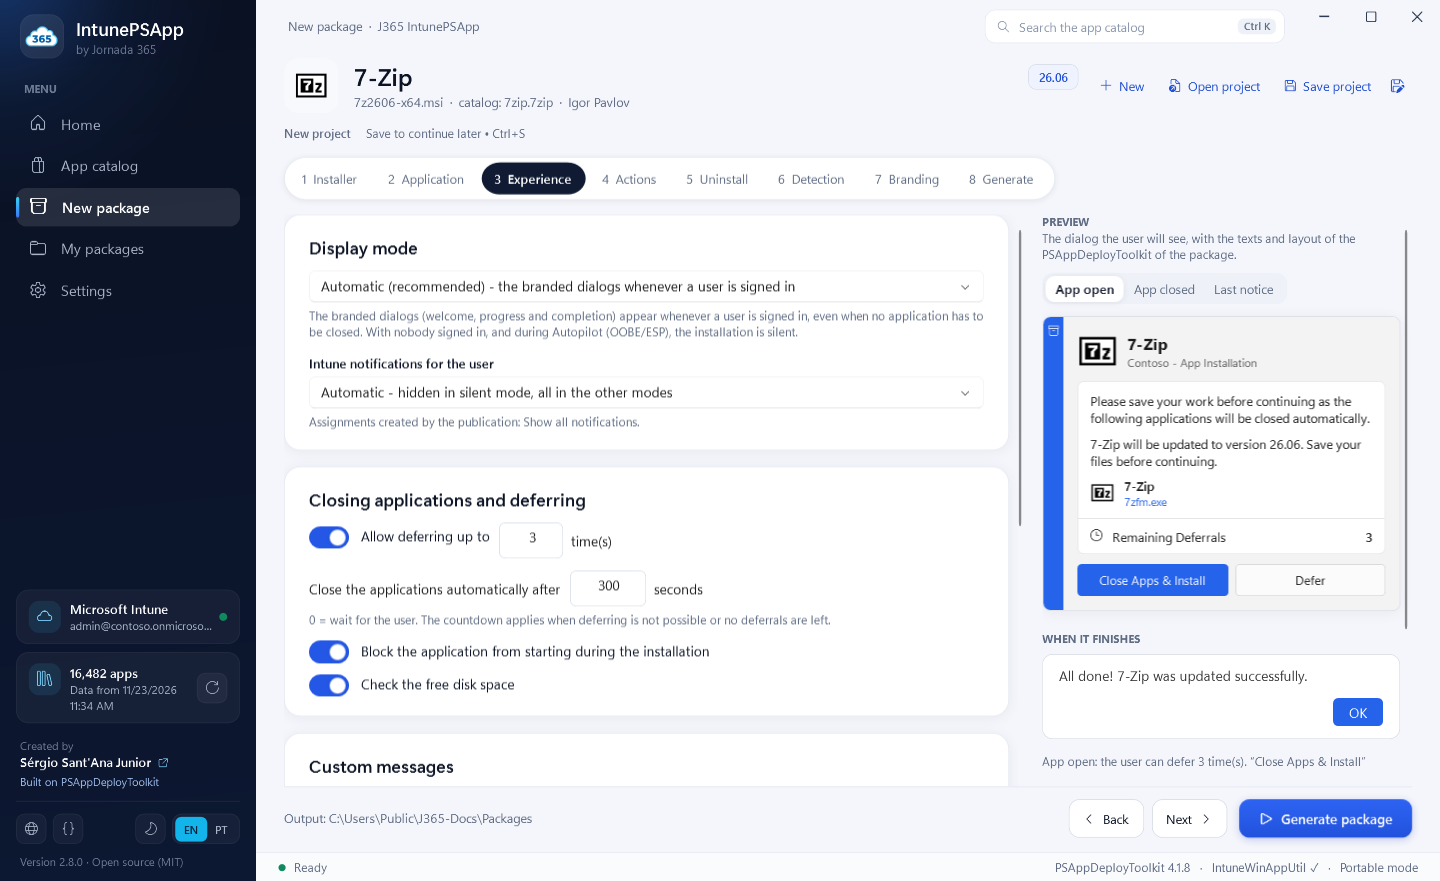 365
IntunePSApp
by Jornada 365
MENU
Home
App catalog
New package
My packages
Settings
Microsoft Intune
admin@contoso.onmicroso...
16,482 apps
Data from 11/23/2026
11:34 AM
Created by
Sérgio Sant'Ana Junior
Built on PSAppDeployToolkit
{}
EN
PT
Version 2.8.0 · Open source (MIT)
New package · J365 IntunePSApp
Search the app catalog
Ctrl K
7z
7-Zip
7z2606-x64.msi · catalog: 7zip.7zip · Igor Pavlov
26.06
New
Open project
Save project
New project
Save to continue later • Ctrl+S
1 Installer
2 Application
3 Experience
4 Actions
5 Uninstall
6 Detection
7 Branding
8 Generate
Display mode
Automatic (recommended) - the branded dialogs whenever a user is signed in
The branded dialogs (welcome, progress and completion) appear whenever a user is signed in, even when no application has to
be closed. With nobody signed in, and during Autopilot (OOBE/ESP), the installation is silent.
Intune notifications for the user
Automatic - hidden in silent mode, all in the other modes
Assignments created by the publication: Show all notifications.
Closing applications and deferring
Allow deferring up to 3 time(s)
Close the applications automatically after 300 seconds
0 = wait for the user. The countdown applies when deferring is not possible or no deferrals are left.
Block the application from starting during the installation
Check the free disk space
Custom messages
PREVIEW
The dialog the user will see, with the texts and layout of the
PSAppDeployToolkit of the package.
App open
App closed
Last notice
7z
7-Zip
Contoso - App Installation
Please save your work before continuing as the
following applications will be closed automatically.
7-Zip will be updated to version 26.06. Save your
files before continuing.
7z
7-Zip
7zfm.exe
Remaining Deferrals 3
Close Apps & Install
Defer
WHEN IT FINISHES
All done! 7-Zip was updated successfully.
OK
App open: the user can defer 3 time(s). "Close Apps & Install"
Output: C:\Users\Public\J365-Docs\Packages
Back
Next
Generate package
Ready
PSAppDeployToolkit 4.1.8 · IntuneWinAppUtil ✓ · Portable mode